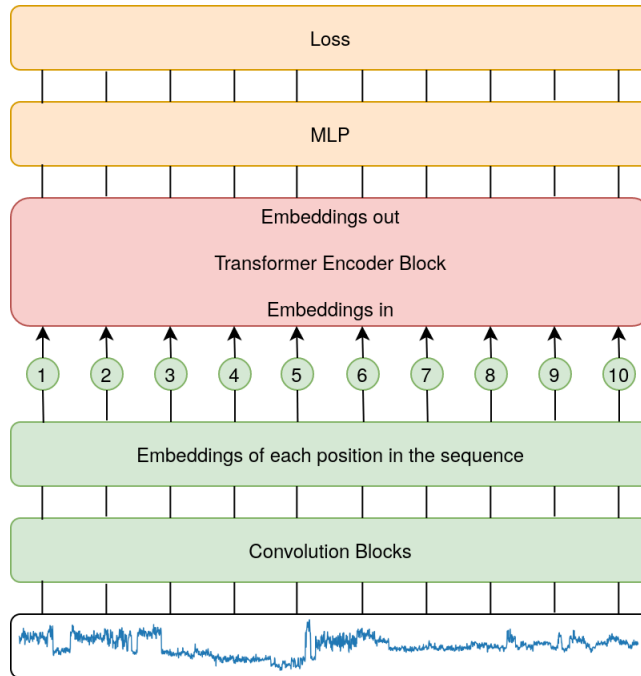 Loss
MLP
Embeddings out
Transformer Encoder Block
Embeddings in
1 2 3 4 5 6 7 8 9 10
Embeddings of each position in the sequence
Convolution Blocks